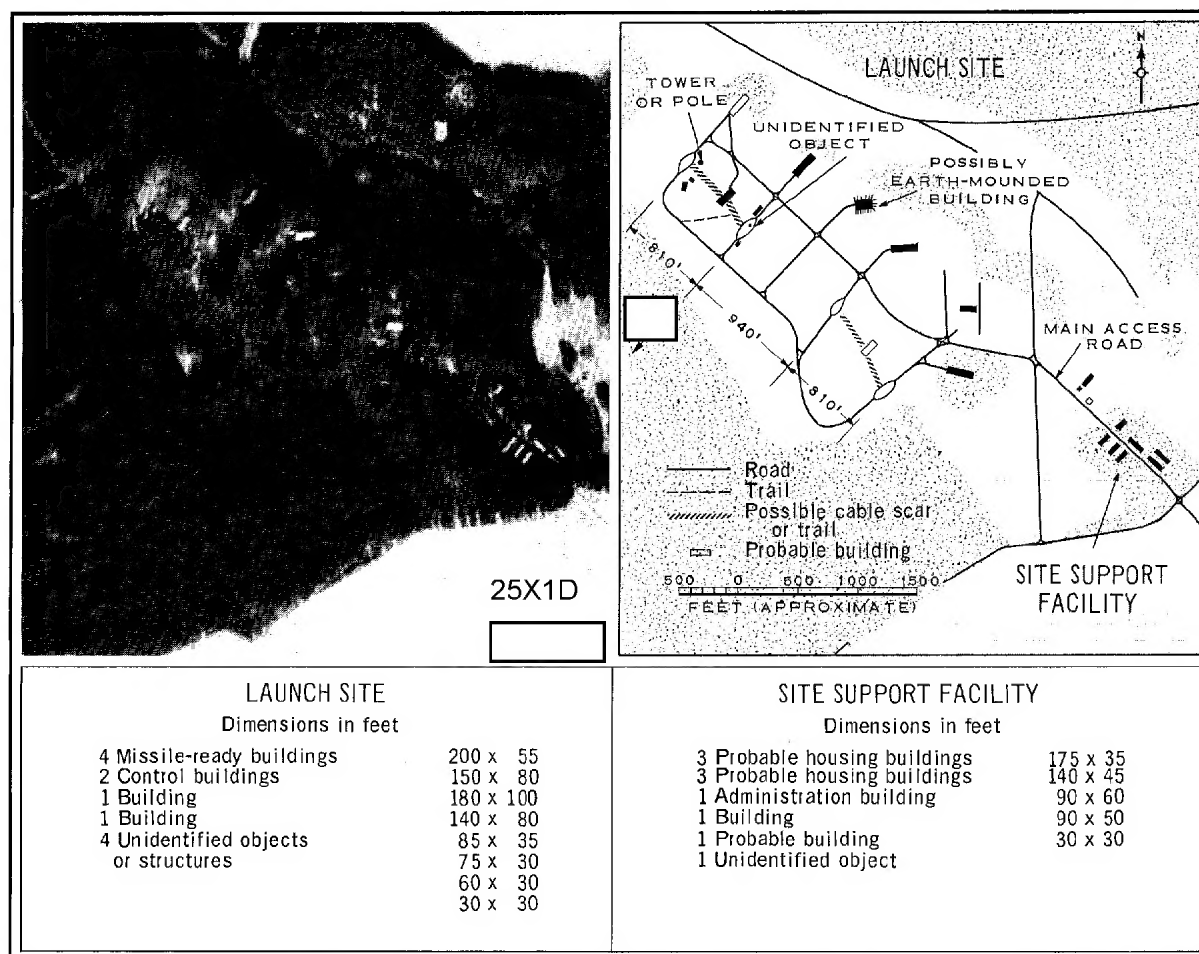 25X1D
N
LAUNCH SITE
TOWER
OR POLE
UNIDENTIFIED
OBJECT
POSSIBLY
EARTH-MOUNDED
BUILDING
810'
940'
810'
MAIN ACCESS
ROAD
Road
Trail
Possible cable scar
or trail
Probable building
500 0 500 1000 1500
FEET (APPROXIMATE)
SITE SUPPORT
FACILITY
LAUNCH SITE
Dimensions in feet
4 Missile-ready buildings 200 x 55
2 Control buildings 150 x 80
1 Building 180 x 100
1 Building 140 x 80
4 Unidentified objects 85 x 35
or structures 75 x 30
60 x 30
30 x 30
SITE SUPPORT FACILITY
Dimensions in feet
3 Probable housing buildings 175 x 35
3 Probable housing buildings 140 x 45
1 Administration building 90 x 60
1 Building 90 x 50
1 Probable building 30 x 30
1 Unidentified object